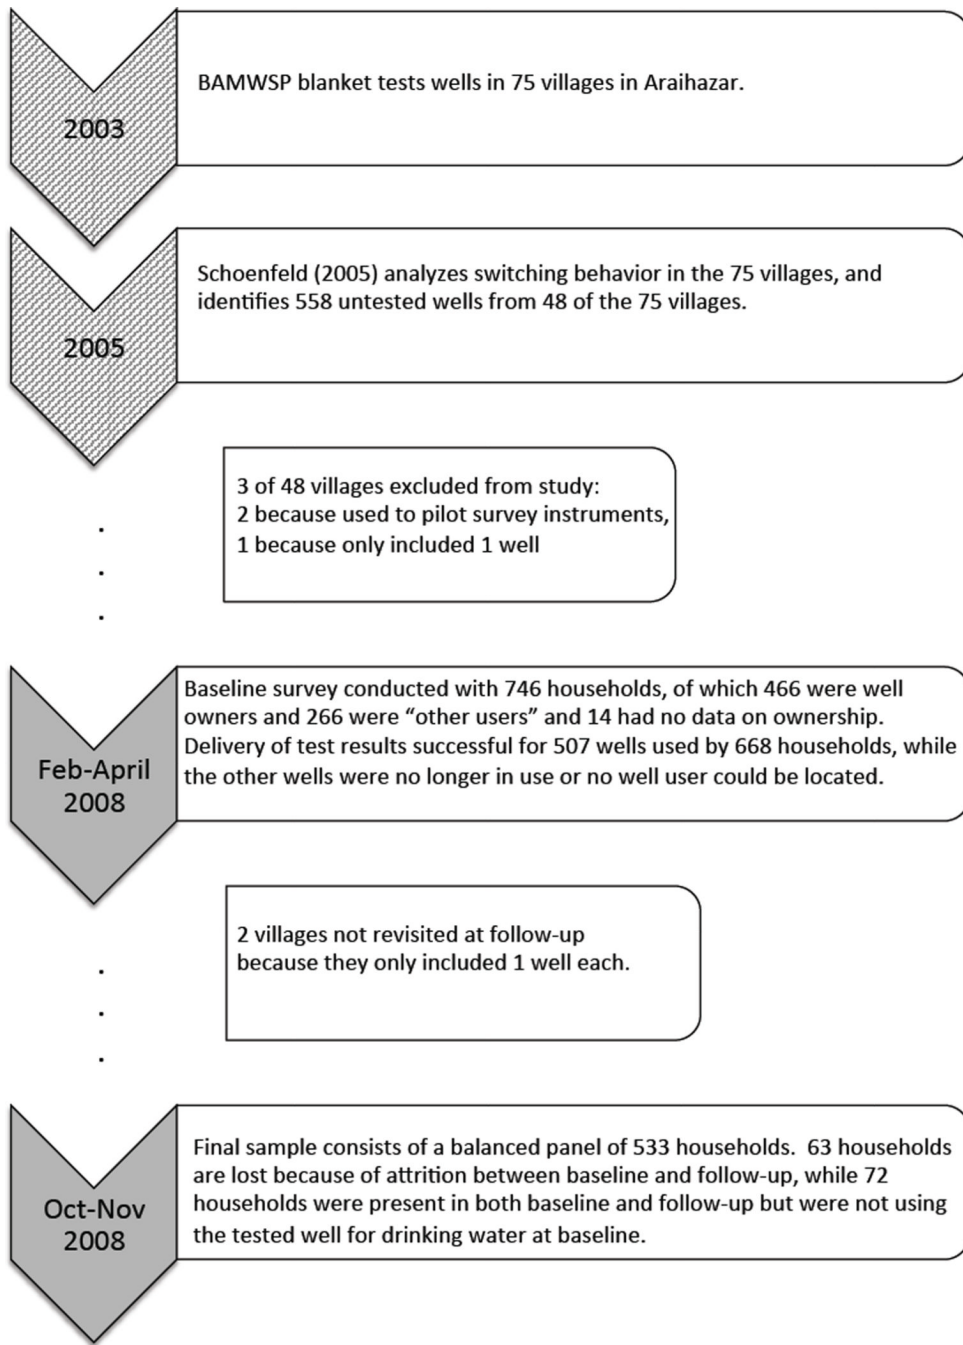 2003
BAMWSP blanket tests wells in 75 villages in Araihazar.
2005
Schoenfeld (2005) analyzes switching behavior in the 75 villages, and
identifies 558 untested wells from 48 of the 75 villages.
3 of 48 villages excluded from study:
2 because used to pilot survey instruments,
1 because only included 1 well
Feb-April
2008
Baseline survey conducted with 746 households, of which 466 were well
owners and 266 were “other users” and 14 had no data on ownership.
Delivery of test results successful for 507 wells used by 668 households, while
the other wells were no longer in use or no well user could be located.
2 villages not revisited at follow-up
because they only included 1 well each.
Oct-Nov
2008
Final sample consists of a balanced panel of 533 households.  63 households
are lost because of attrition between baseline and follow-up, while 72
households were present in both baseline and follow-up but were not using
the tested well for drinking water at baseline.